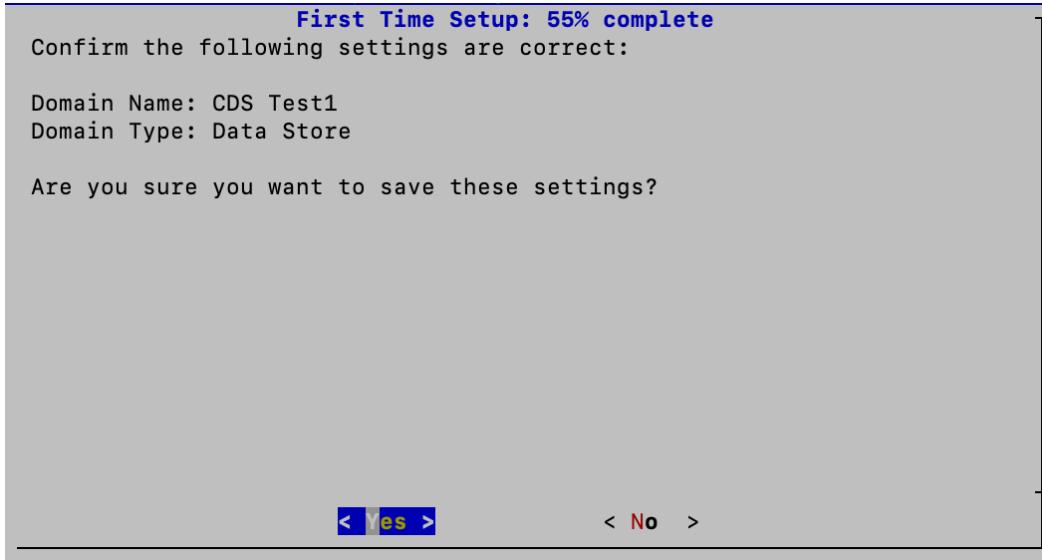 First Time Setup: 55% complete
Confirm the following settings are correct:
Domain Name: CDS Test1
Domain Type: Data Store
Are you sure you want to save these settings?
< Yes > < No >